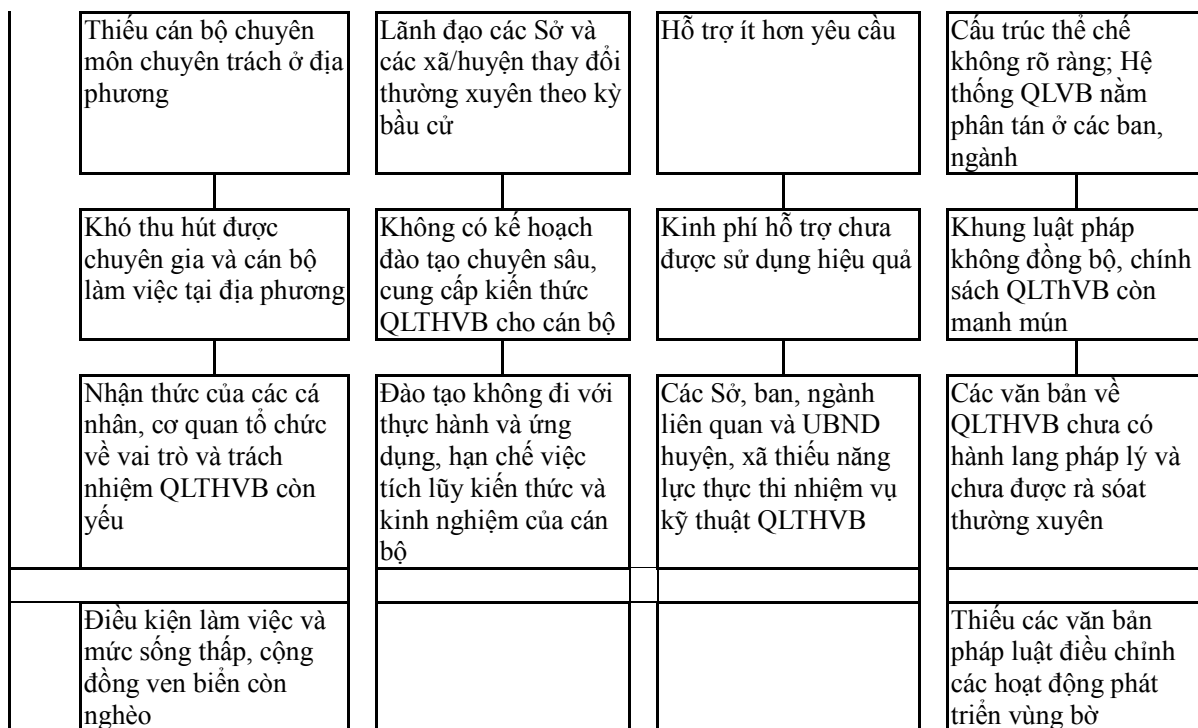 Thiếu cán bộ chuyên
môn chuyên trách ở địa
phương
Lãnh đạo các Sở và
các xã/huyện thay đổi
thường xuyên theo kỳ
bầu cử
Hỗ trợ ít hơn yêu cầu
Cấu trúc thể chế
không rõ ràng; Hệ
thống QLVB nằm
phân tán ở các ban,
ngành
Khó thu hút được
chuyên gia và cán bộ
làm việc tại địa phương
Không có kế hoạch
đào tạo chuyên sâu,
cung cấp kiến thức
QLTHVB cho cán bộ
Kinh phí hỗ trợ chưa
được sử dụng hiệu quả
Khung luật pháp
không đồng bộ, chính
sách QLThVB còn
manh mún
Nhận thức của các cá
nhân, cơ quan tổ chức
về vai trò và trách
nhiệm QLTHVB còn
yếu
Đào tạo không đi với
thực hành và ứng
dụng, hạn chế việc
tích lũy kiến thức và
kinh nghiệm của cán
bộ
Các Sở, ban, ngành
liên quan và UBND
huyện, xã thiếu năng
lực thực thi nhiệm vụ
kỹ thuật QLTHVB
Các văn bản về
QLTHVB chưa có
hành lang pháp lý và
chưa được rà sóat
thường xuyên
Điều kiện làm việc và
mức sống thấp, cộng
đồng ven biển còn
nghèo
Thiếu các văn bản
pháp luật điều chỉnh
các hoạt động phát
triển vùng bờ